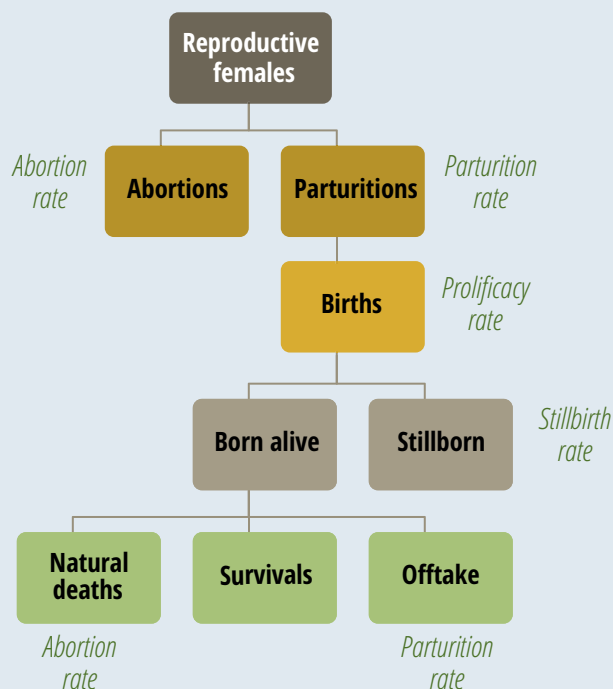 Reproductive
females
Abortion
rate
Abortions
Parturitions
Parturition
rate
Births
Prolificacy
rate
Born alive
Stillborn
Stillbirth
rate
Natural
deaths
Survivals
Offtake
Abortion
rate
Parturition
rate